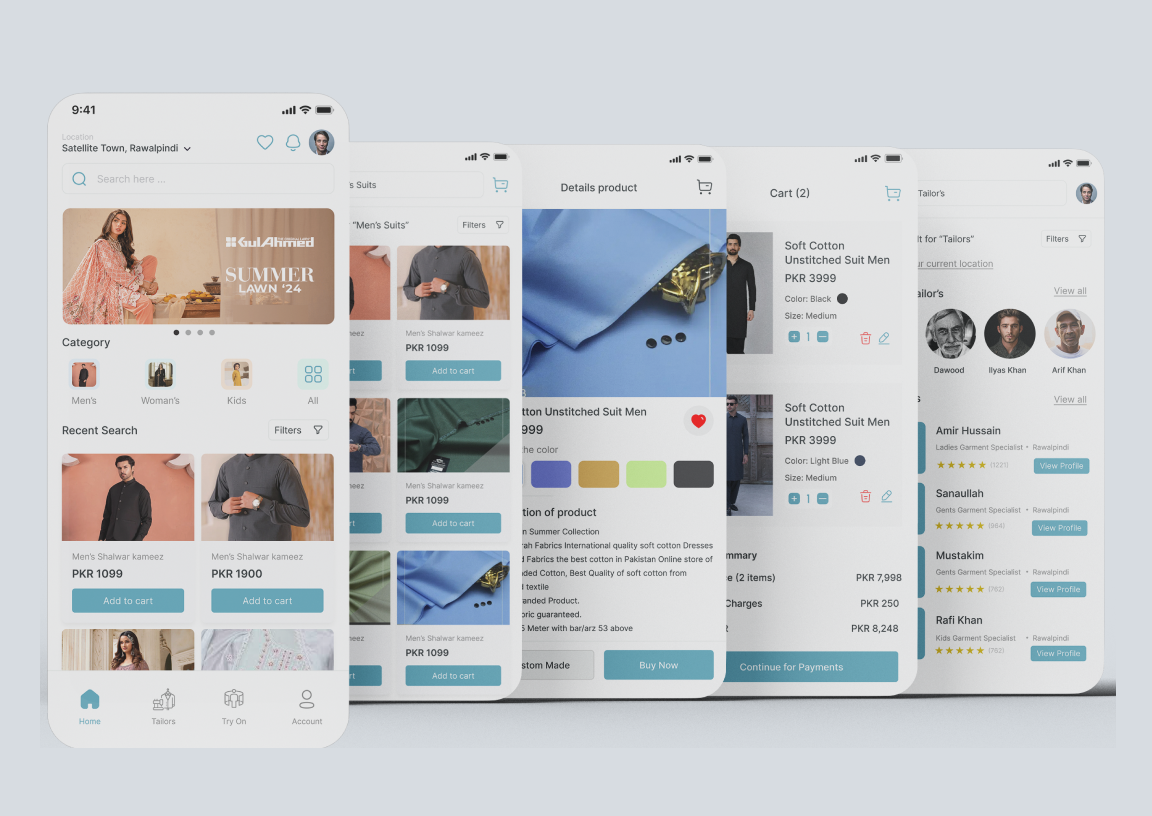 9:41
Location
Satellite Town, Rawalpindi
Search here ...
GulAhmed
SUMMER
LAWN '24
Category
Men's
Woman's
Kids
All
Recent Search
Filters
Men's Shalwar kameez
PKR 1099
Add to cart
Men's Shalwar kameez
PKR 1900
Add to cart
Home
Tailors
Try On
Account
s Suits
"Men's Suits"
Filters
Men's Shalwar kameez
PKR 1099
Add to cart
Men's Shalwar kameez
PKR 1099
Add to cart
Men's Shalwar kameez
PKR 1099
Add to cart
Details product
tton Unstitched Suit Men
999
the color
tion of product
n Summer Collection
rah Fabrics International quality soft cotton Dresses
d Fabrics the best cotton in Pakistan Online store of
ded Cotton, Best Quality of soft cotton from
l textile
randed Product.
bric guaranteed.
5 Meter with bar/arz 53 above
stom Made
Buy Now
Cart (2)
Soft Cotton
Unstitched Suit Men
PKR 3999
Color: Black
Size: Medium
1
Soft Cotton
Unstitched Suit Men
PKR 3999
Color: Light Blue
Size: Medium
1
mmary
e (2 items)
PKR 7,998
Charges
PKR 250
PKR 8,248
Continue for Payments
Tailor's
lt for "Tailors"
Filters
ur current location
ailor's
View all
Dawood
Ilyas Khan
Arif Khan
s
View all
Amir Hussain
Ladies Garment Specialist • Rawalpindi
(1221)
View Profile
Sanaullah
Gents Garment Specialist • Rawalpindi
(964)
View Profile
Mustakim
Gents Garment Specialist • Rawalpindi
(762)
View Profile
Rafi Khan
Kids Garment Specialist • Rawalpindi
(762)
View Profile